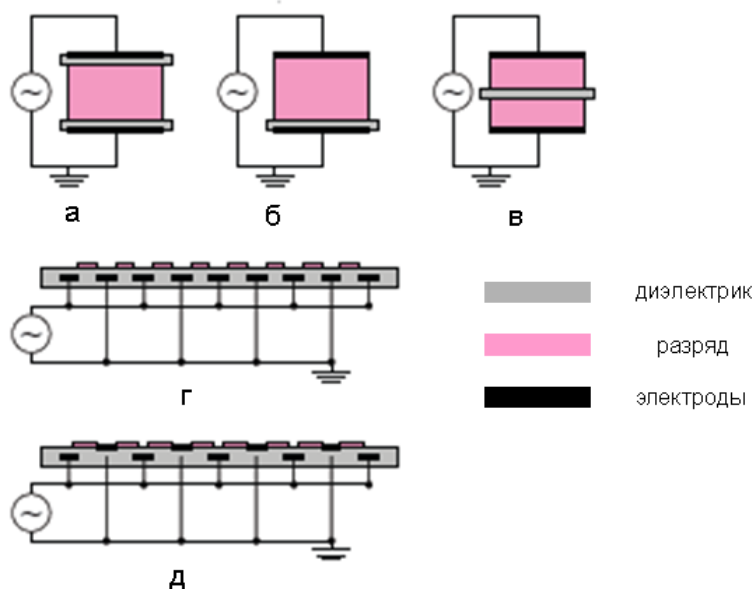 а б в
г
д
диэлектрик
разряд
электроды